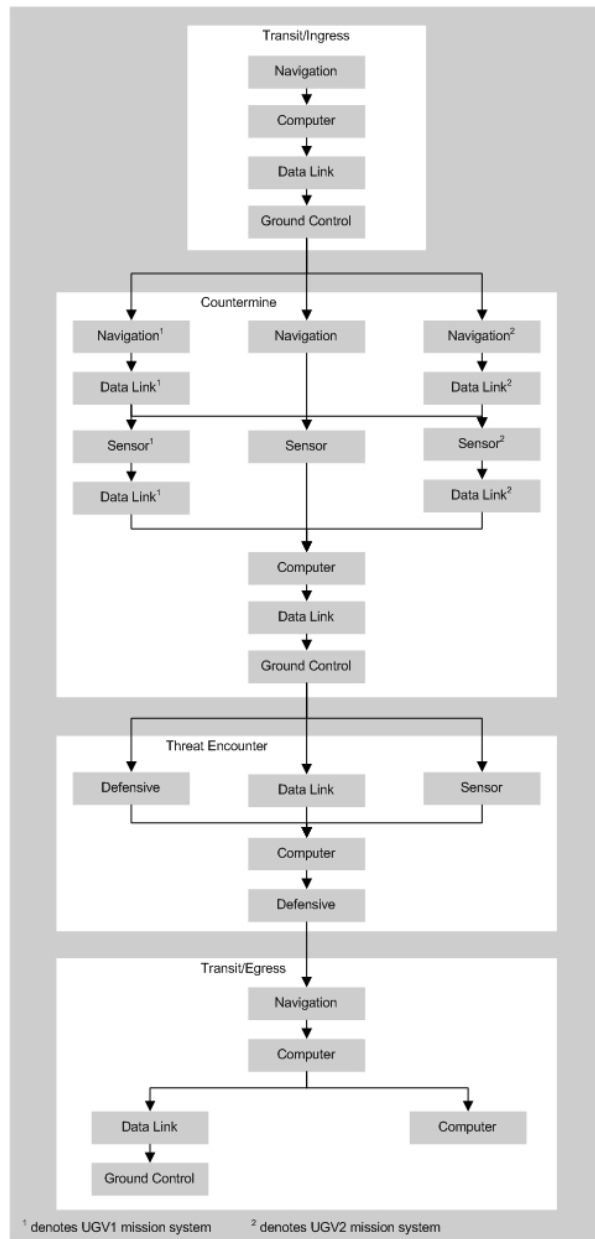 Transit/Ingress
Navigation
Computer
Data Link
Ground Control
Countermine
Navigation¹
Navigation
Navigation²
Data Link¹
Data Link²
Sensor¹
Sensor
Sensor²
Data Link¹
Data Link²
Computer
Data Link
Ground Control
Threat Encounter
Defensive
Data Link
Sensor
Computer
Defensive
Transit/Egress
Navigation
Computer
Data Link
Computer
Ground Control
¹ denotes UGV1 mission system
² denotes UGV2 mission system